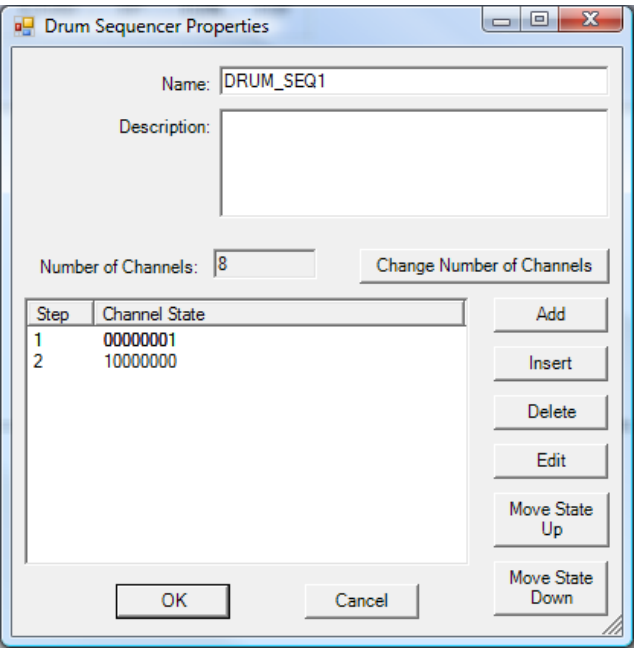 Drum Sequencer Properties
Name: DRUM_SEQ1
Description:
Number of Channels: 8 Change Number of Channels
Step Channel State
1 00000001
2 10000000
Add
Insert
Delete
Edit
Move State
Up
Move State
Down
OK Cancel